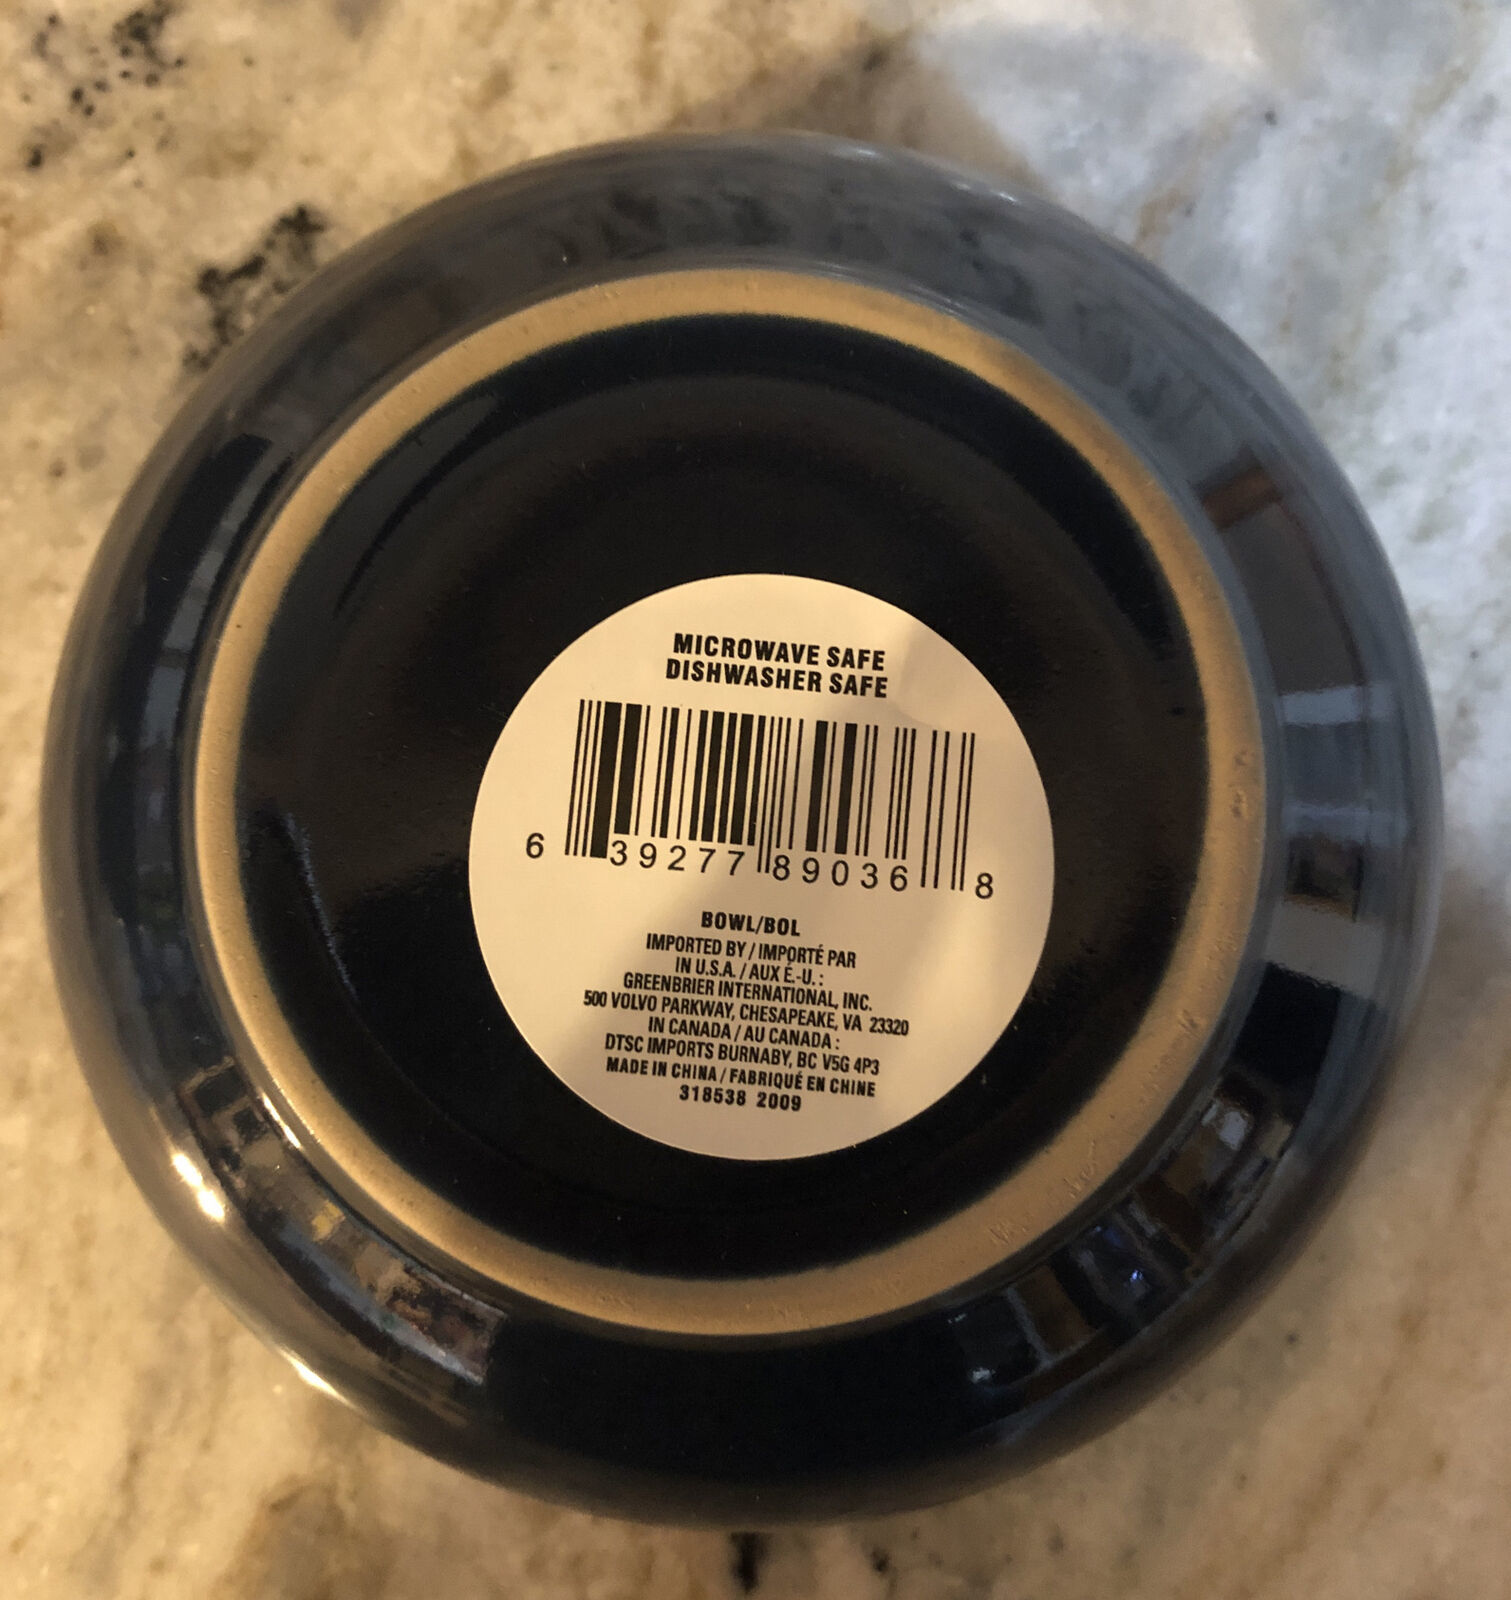 MICROWAVE SAFE
DISHWASHER SAFE
6 39277 89036 8
BOWL/BOL
IMPORTED BY / IMPORTÉ PAR
IN U.S.A. / AUX É.-U. :
GREENBRIER INTERNATIONAL, INC.
500 VOLVO PARKWAY, CHESAPEAKE, VA 23320
IN CANADA / AU CANADA :
DTSC IMPORTS BURNABY, BC V5G 4P3
MADE IN CHINA / FABRIQUÉ EN CHINE
318538 2009